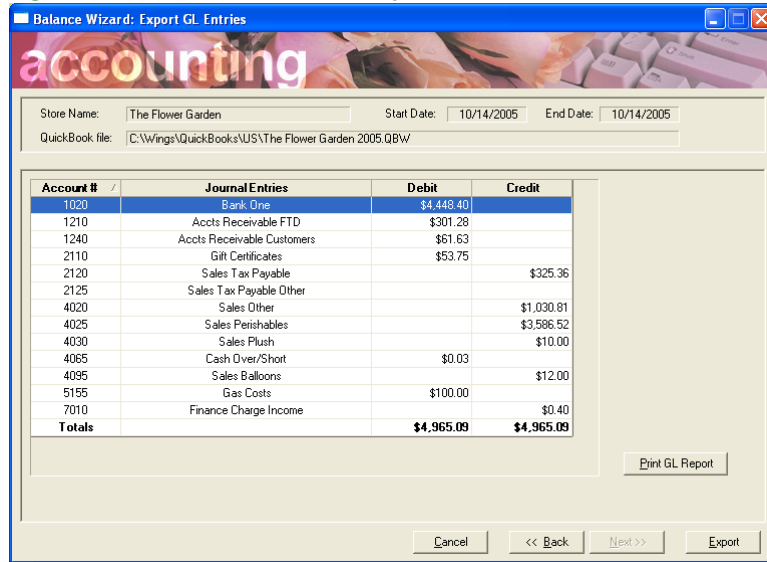 Balance Wizard: Export GL Entries
accounting
Store Name: The Flower Garden Start Date: 10/14/2005 End Date: 10/14/2005
QuickBook file: C:\Wings\QuickBooks\US\The Flower Garden 2005.QBW
Account # Journal Entries Debit Credit
1020 Bank One $4,448.40
1210 Accts Receivable FTD $301.28
1240 Accts Receivable Customers $61.63
2110 Gift Certificates $53.75
2120 Sales Tax Payable $325.36
2125 Sales Tax Payable Other
4020 Sales Other $1,030.81
4025 Sales Perishables $3,586.52
4030 Sales Plush $10.00
4065 Cash Over/Short $0.03
4095 Sales Balloons $12.00
5155 Gas Costs $100.00
7010 Finance Charge Income $0.40
Totals $4,965.09 $4,965.09
Print GL Report
Cancel << Back Next >> Export